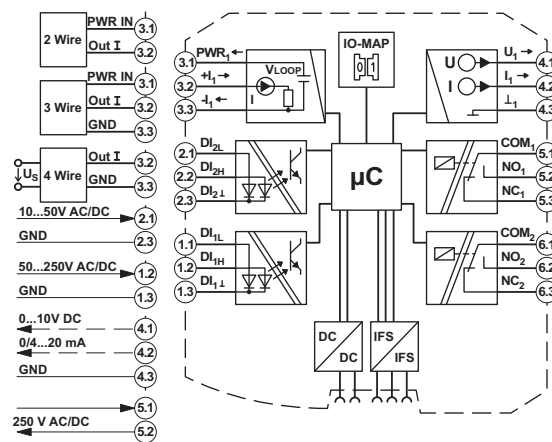 2 Wire
PWR IN
3.1
Out I
3.2
3 Wire
PWR IN
3.1
Out I
3.2
GND
3.3
US
4 Wire
Out I
3.2
GND
3.3
10...50V AC/DC
2.1
GND
2.3
50...250V AC/DC
1.2
GND
1.3
0...10V DC
4.1
0/4...20 mA
4.2
GND
4.3
5.1
250 V AC/DC
5.2
3.1
PWR1
3.2
+I1
3.3
-I1
VLOOP
I
IO-MAP
0 1
U
I
U1
4.1
I1
4.2
⊥1
4.3
2.1
DI2L
2.2
DI2H
2.3
DI2⊥
µC
COM1
5.1
NO1
5.2
NC1
5.3
1.1
DI1L
1.2
DI1H
1.3
DI1⊥
COM2
6.1
NO2
6.2
NC2
6.3
DC
DC
IFS
IFS